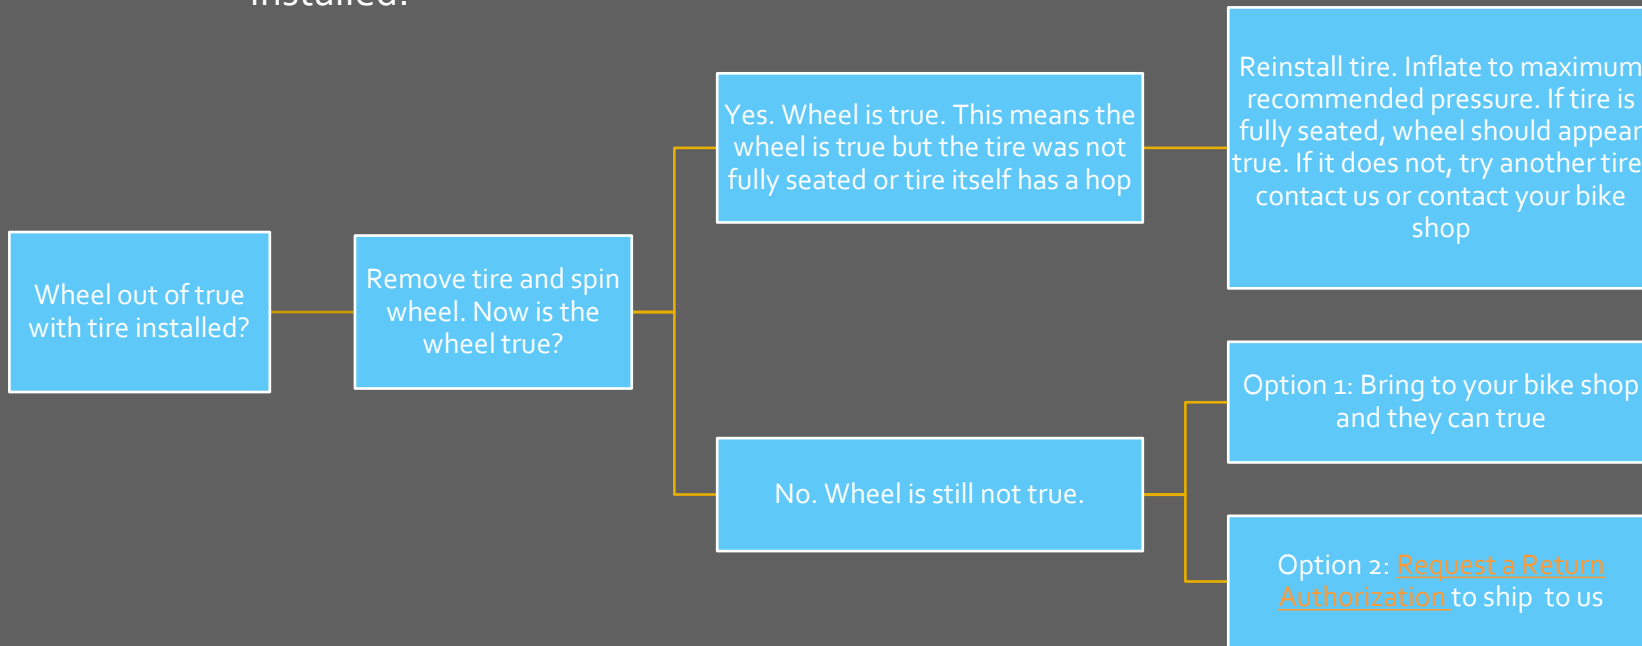 installed?
Wheel out of true
with tire installed?
Remove tire and spin
wheel. Now is the
wheel true?
Yes. Wheel is true. This means the
wheel is true but the tire was not
fully seated or tire itself has a hop
Reinstall tire. Inflate to maximum
recommended pressure. If tire is
fully seated, wheel should appear
true. If it does not, try another tire
contact us or contact your bike
shop
No. Wheel is still not true.
Option 1: Bring to your bike shop
and they can true
Option 2: Request a Return
Authorization to ship to us